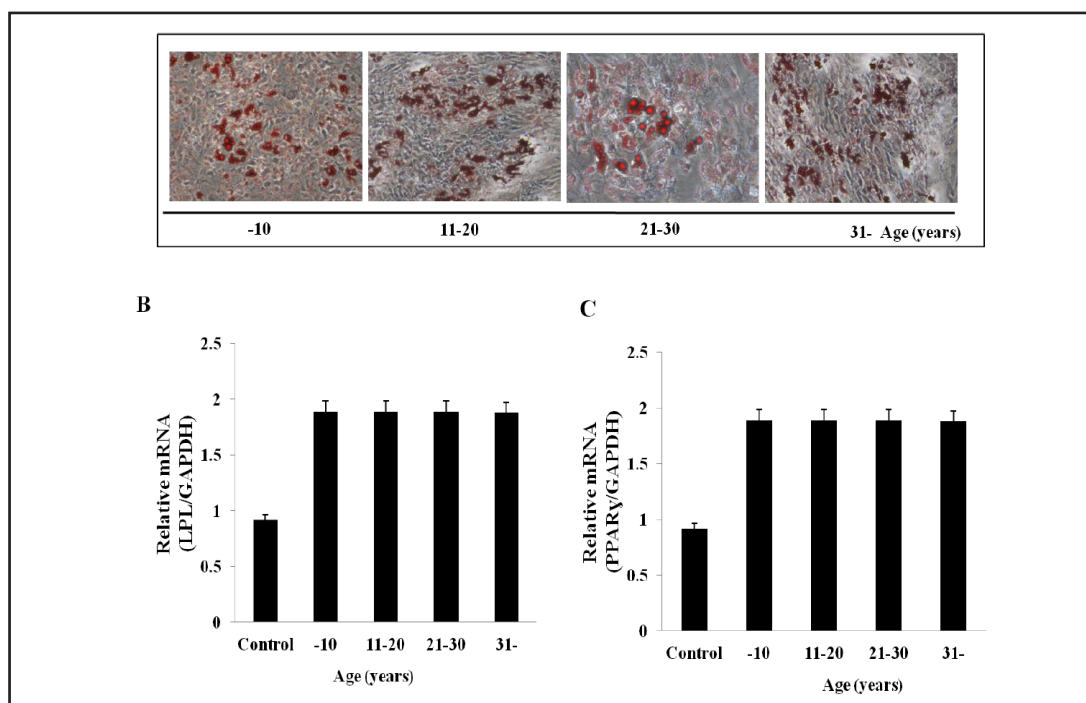 -10 11-20 21-30 31- Age (years)
B
2.5
2
1.5
1
0.5
0
Relative mRNA
(LPL/GAPDH)
Control -10 11-20 21-30 31-
Age (years)
C
2.5
2
1.5
1
0.5
0
Relative mRNA
(PPARγ/GAPDH)
Control -10 11-20 21-30 31-
Age (years)